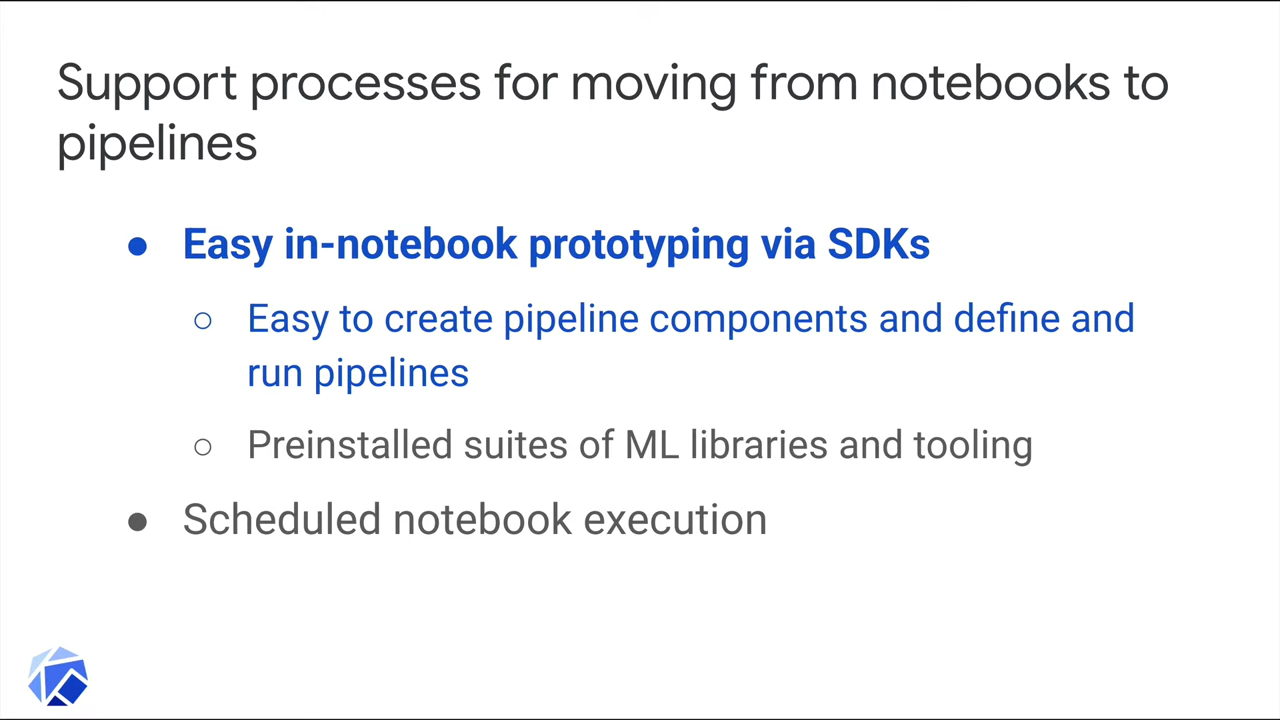 Support processes for moving from notebooks to
pipelines
● Easy in-notebook prototyping via SDKs
○ Easy to create pipeline components and define and
run pipelines
○ Preinstalled suites of ML libraries and tooling
● Scheduled notebook execution